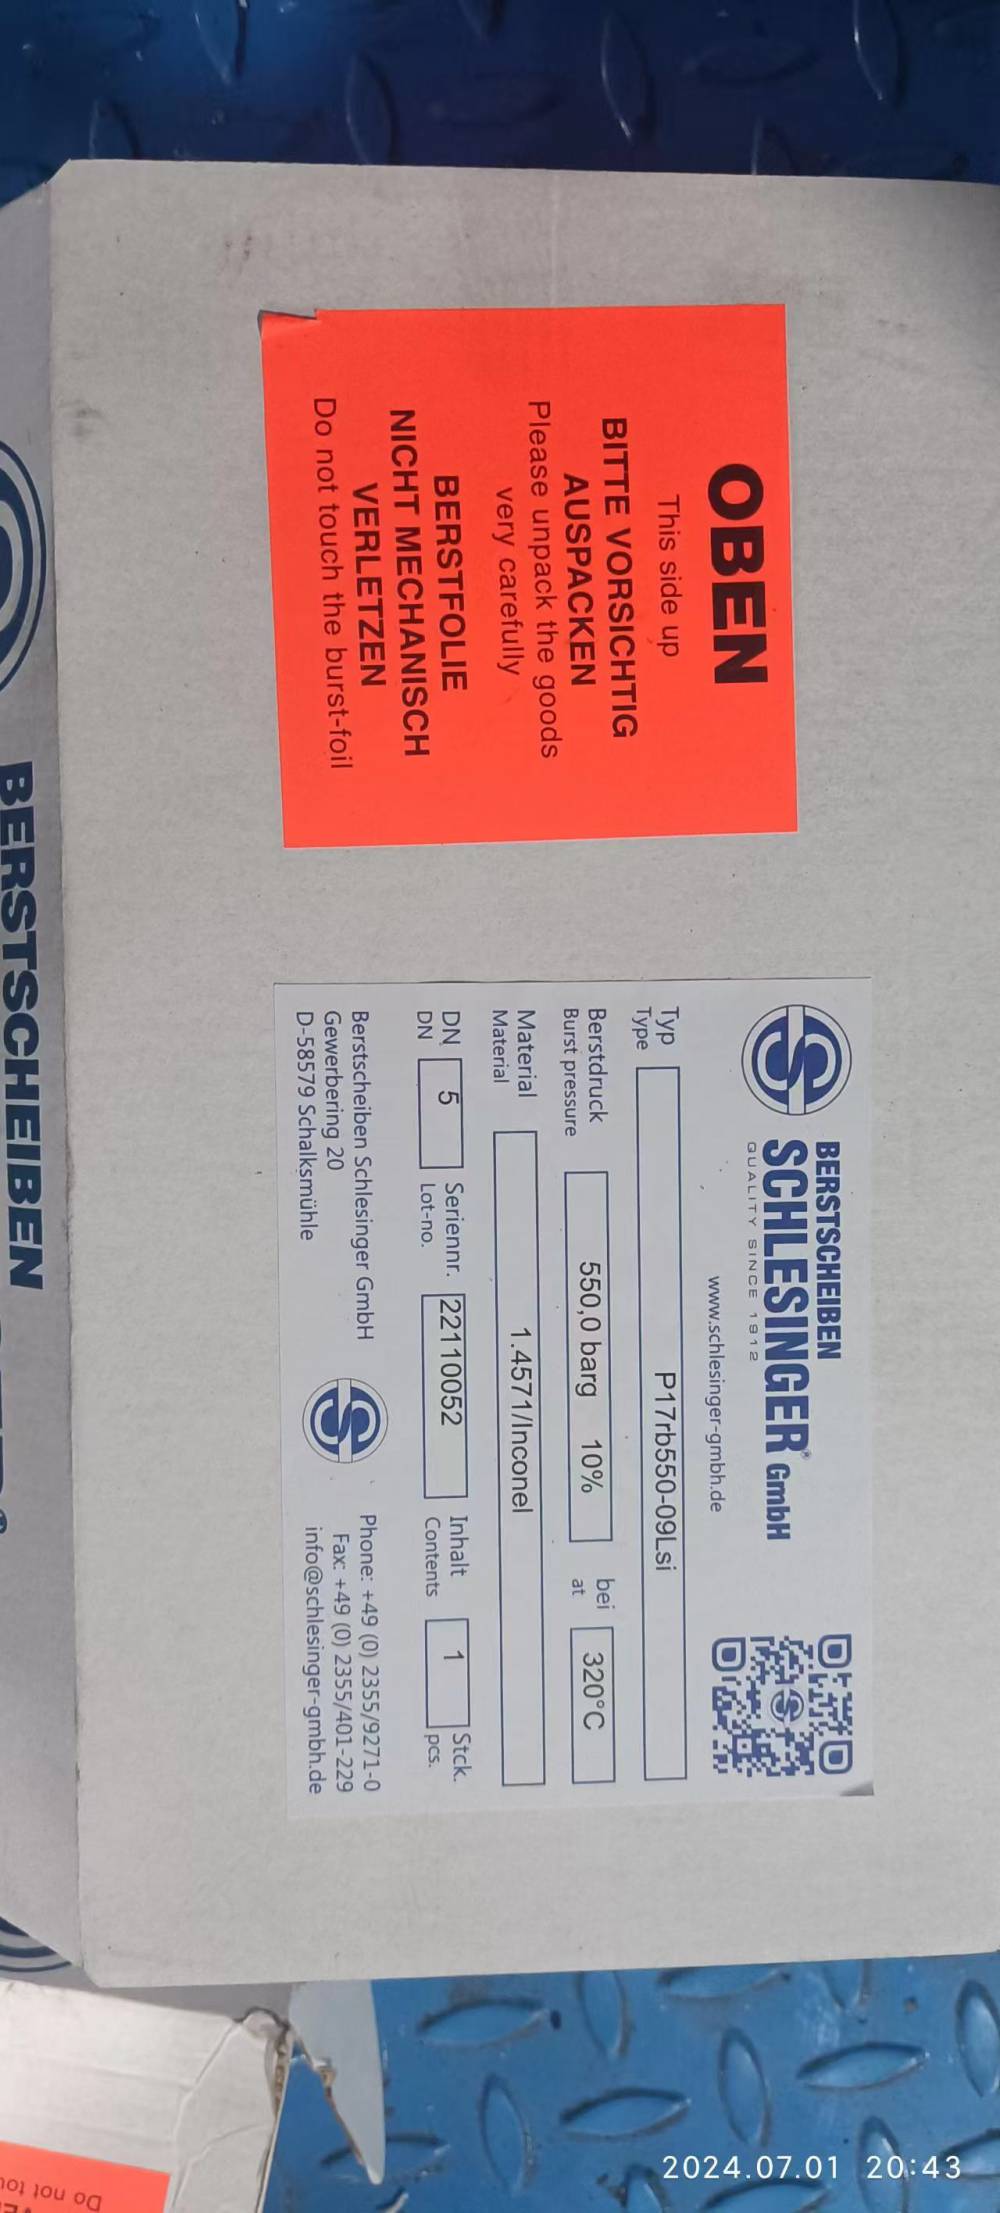 OBEN
This side up
BITTE VORSICHTIG
AUSPACKEN
Please unpack the goods
very carefully
BERSTFOLIE
NICHT MECHANISCH
VERLETZEN
Do not touch the burst-foil
BERSTSCHEIBEN
SCHLESINGER® GmbH
QUALITY SINCE 1912
www.schlesinger-gmbh.de
Typ P17rb550-09Lsi
Type
Berstdruck 550,0 barg 10% bei 320°C
Burst pressure at
Material 1.4571/Inconel
Material
DN 5 Seriennr. 22110052 Inhalt 1 Stck.
DN Lot-no. Contents pcs.
Berstscheiben Schlesinger GmbH Phone: +49 (0) 2355/9271-0
Gewerbering 20 Fax: +49 (0) 2355/401-229
D-58579 Schalksmühle info@schlesinger-gmbh.de
BERSTSCHEIBEN
Do not
2024.07.01 20:43